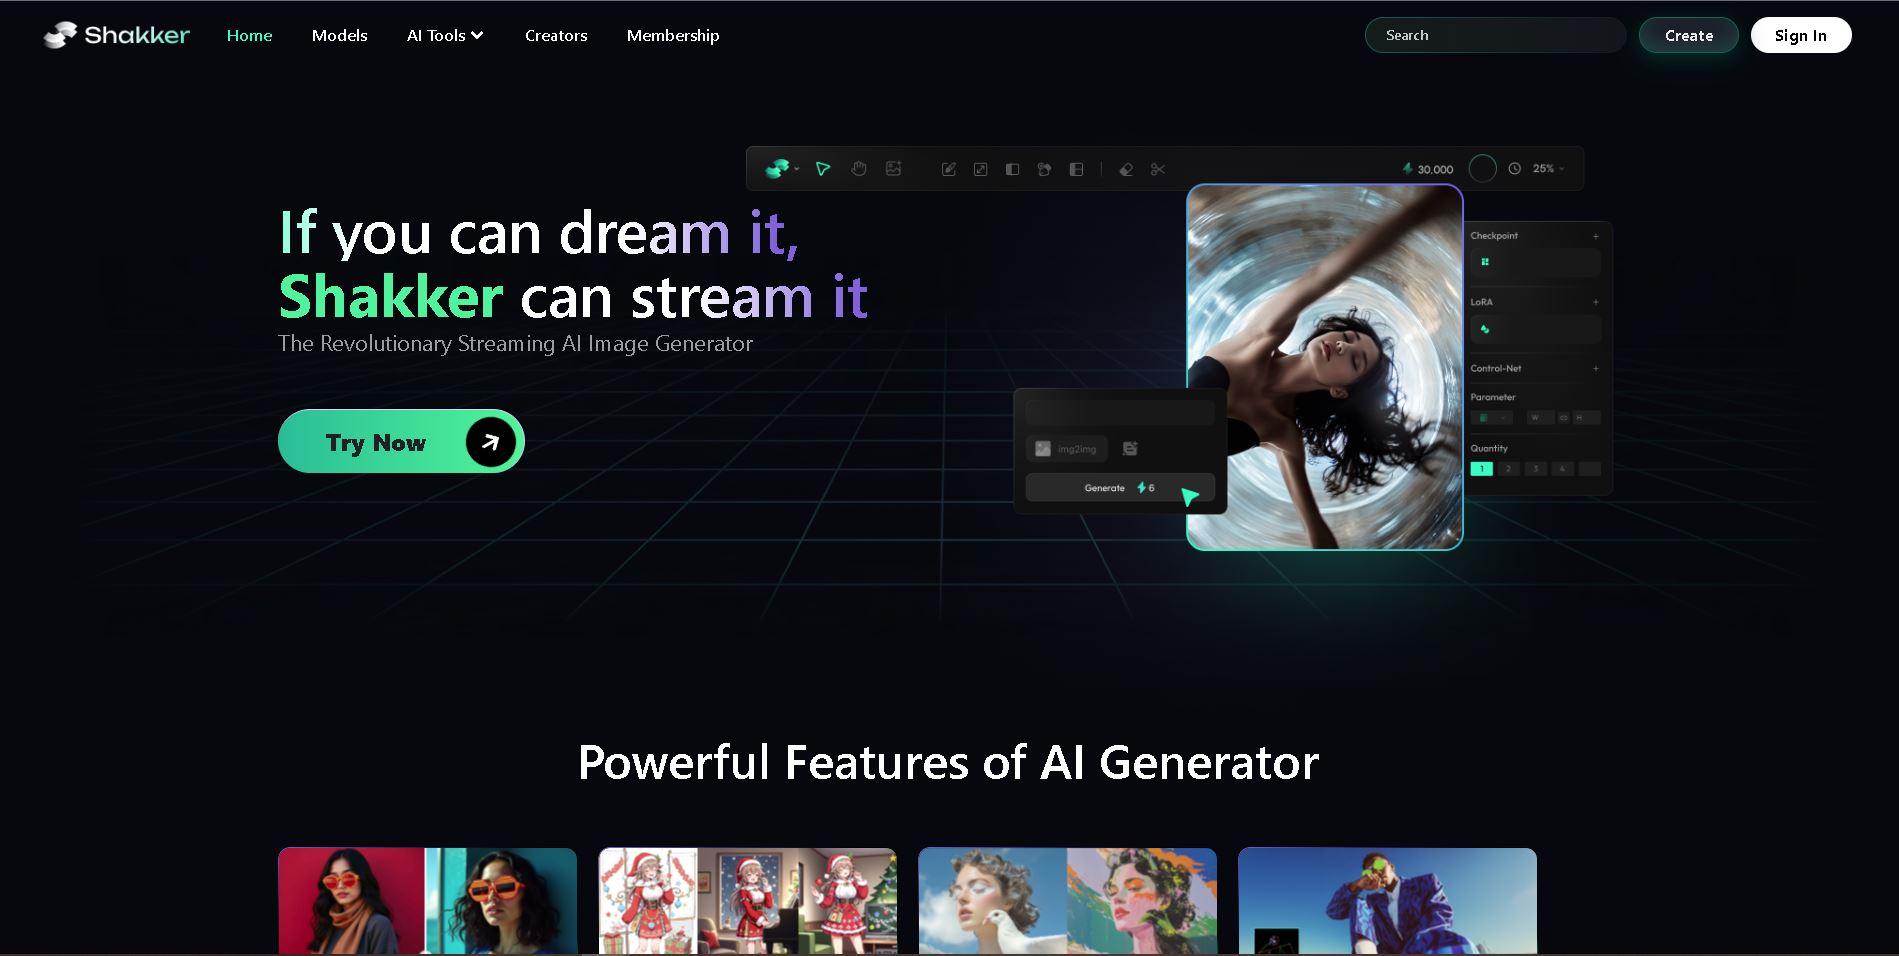 Shakker
Home
Models
AI Tools
Creators
Membership
Search
Create
Sign In
30,000
25%
If you can dream it,
Shakker can stream it
The Revolutionary Streaming AI Image Generator
Try Now
Checkpoint
LoRA
Control-Net
Parameter
W
H
Quantity
1 2 3 4
img2img
Generate 6
Powerful Features of AI Generator